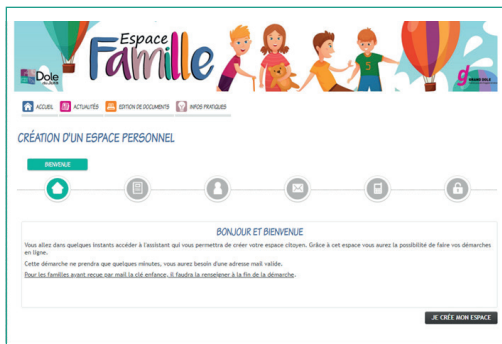 Espace
Famille
Dole
GRAND DOLE
5
ACCUEIL ACTUALITÉS EDITION DE DOCUMENTS INFOS PRATIQUES
CRÉATION D'UN ESPACE PERSONNEL
BIENVENUE
BONJOUR ET BIENVENUE
Vous allez dans quelques instants accéder à l'assistant qui vous permettra de créer votre espace citoyen. Grâce à cet espace vous aurez la possibilité de faire vos démarches
en ligne.
Cette démarche ne prendra que quelques minutes, vous aurez besoin d'une adresse mail valide.
Pour les familles ayant reçue par mail la clé enfance, il faudra la renseigner à la fin de la démarche.
JE CRÉE MON ESPACE